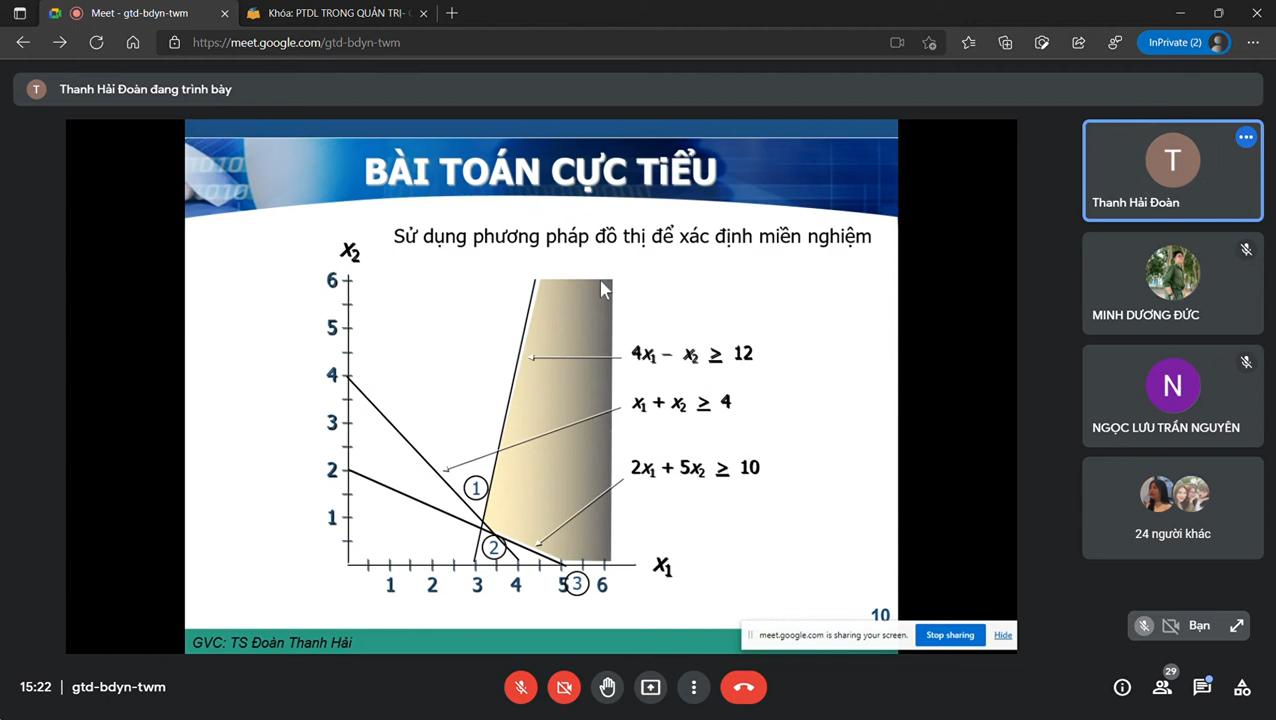 Meet - gtd-bdyn-twm
Khóa: PTDL TRONG QUẢN TRỊ- C
https://meet.google.com/gtd-bdyn-twm
InPrivate (2)
T
Thanh Hải Đoàn đang trình bày
BÀI TOÁN CỰC TiỂU
Sử dụng phương pháp đồ thị để xác định miền nghiệm
x₂
6
5
4
3
2
1
4x₁ – x₂ ≥ 12
x₁ + x₂ ≥ 4
2x₁ + 5x₂ ≥ 10
1
2
3
1 2 3 4 5 6
x₁
10
GVC: TS Đoàn Thanh Hải
meet.google.com is sharing your screen.
Stop sharing
Hide
T
Thanh Hải Đoàn
MINH DƯƠNG ĐỨC
N
NGỌC LƯU TRẦN NGUYÊN
24 người khác
Bạn
15:22 | gtd-bdyn-twm
29